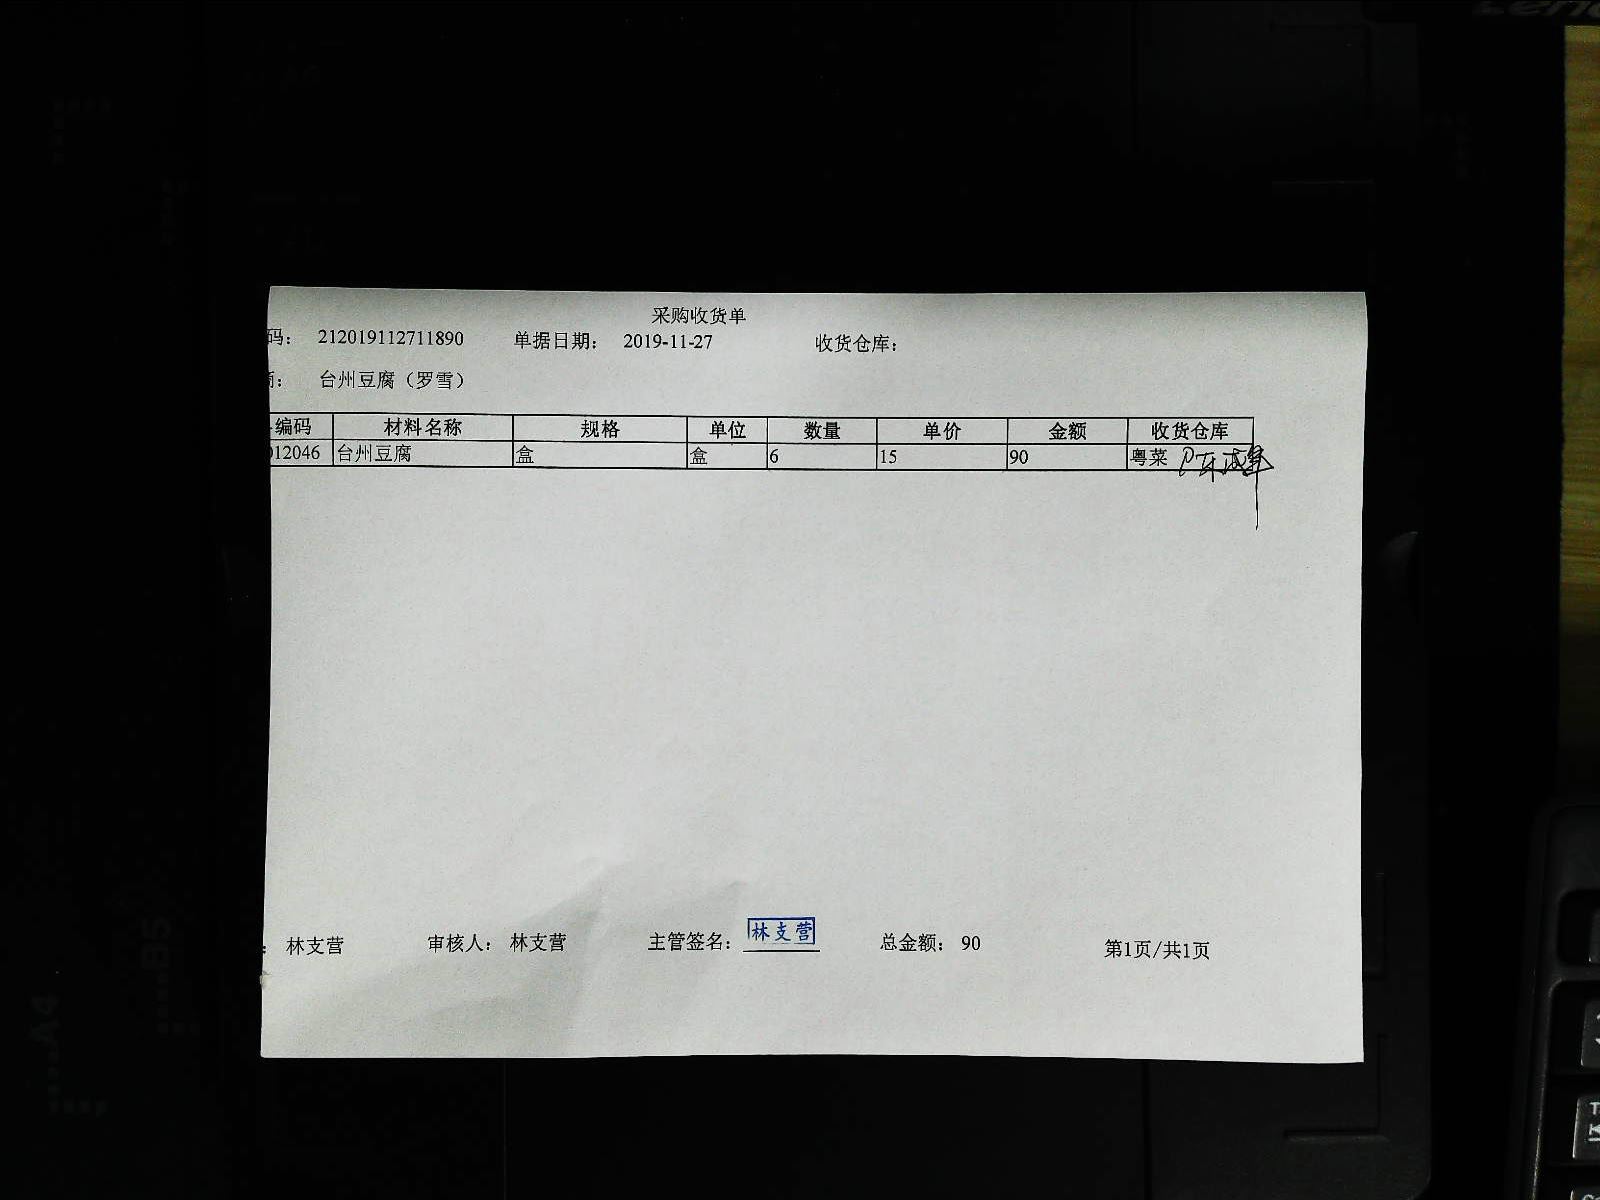 采购收货单
码： 212019112711890 单据日期： 2019-11-27 收货仓库：
商： 台州豆腐（罗雪）
编码 材料名称 规格 单位 数量 单价 金额 收货仓库
012046 台州豆腐 盒 盒 6 15 90 粤菜
： 林支营 审核人： 林支营 主管签名： 林支营 总金额： 90 第1页/共1页
B5
A4